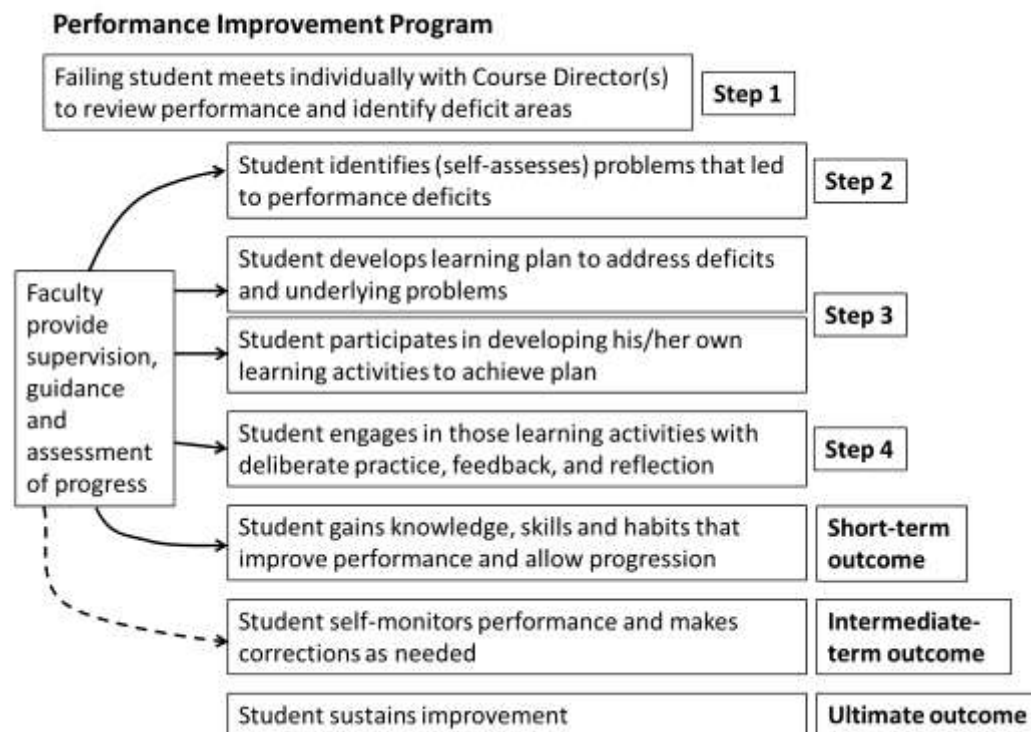 Performance Improvement Program
Failing student meets individually with Course Director(s)
to review performance and identify deficit areas
Step 1
Student identifies (self-assesses) problems that led
to performance deficits
Step 2
Faculty
provide
supervision,
guidance
and
assessment
of progress
Student develops learning plan to address deficits
and underlying problems
Student participates in developing his/her own
learning activities to achieve plan
Step 3
Student engages in those learning activities with
deliberate practice, feedback, and reflection
Step 4
Student gains knowledge, skills and habits that
improve performance and allow progression
Short-term
outcome
Student self-monitors performance and makes
corrections as needed
Intermediate-
term outcome
Student sustains improvement
Ultimate outcome